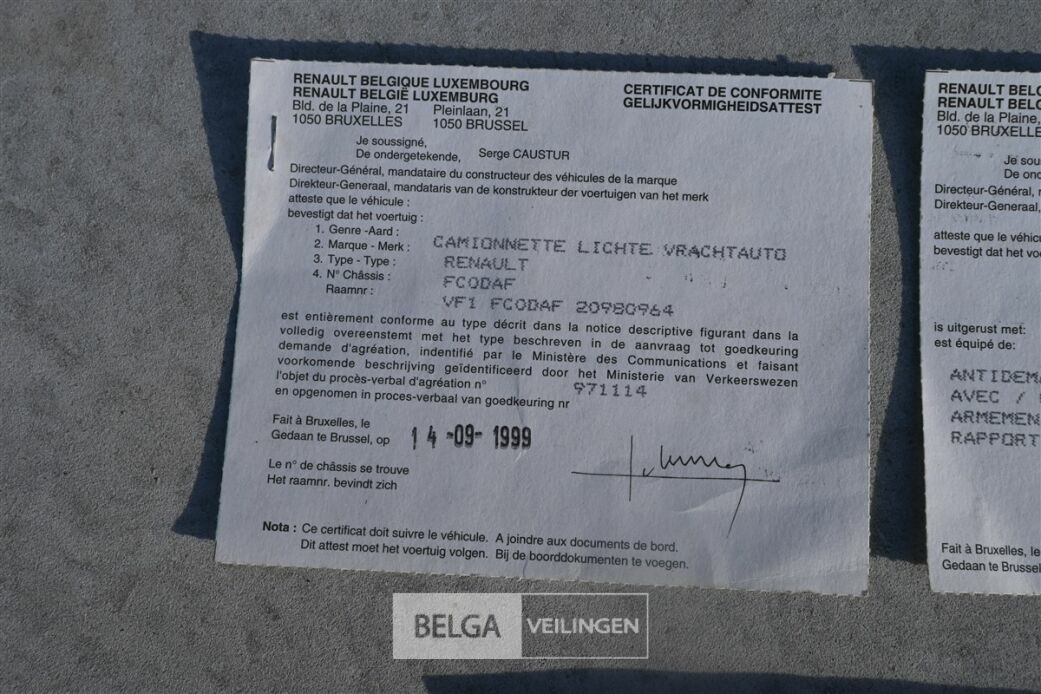 RENAULT BELGIQUE LUXEMBOURG
RENAULT BELGIË LUXEMBURG
Bld. de la Plaine, 21 Pleinlaan, 21
1050 BRUXELLES 1050 BRUSSEL
CERTIFICAT DE CONFORMITE
GELIJKVORMIGHEIDSATTEST
Je soussigné,
De ondergetekende, Serge CAUSTUR
Directeur-Général, mandataire du constructeur des véhicules de la marque
Direkteur-Generaal, mandataris van de konstrukteur der voertuigen van het merk
atteste que le véhicule :
bevestigt dat het voertuig :
1. Genre - Aard : CAMIONNETTE LICHTE VRACHTAUTO
2. Marque - Merk : RENAULT
3. Type - Type : FCODAF
4. N° Châssis : VF1 FCODAF 20980964
Raamnr :
est entièrement conforme au type décrit dans la notice descriptive figurant dans la
volledig overeenstemt met het type beschreven in de aanvraag tot goedkeuring
demande d'agréation, indentifié par le Ministère des Communications et faisant
voorkomende beschrijving geïdentificeerd door het Ministerie van Verkeerswezen
l'objet du procès-verbal d'agréation n° 971114
en opgenomen in proces-verbaal van goedkeuring nr
Fait à Bruxelles, le
Gedaan te Brussel, op 14-09-1999
Le n° de châssis se trouve
Het raamnr. bevindt zich
Nota : Ce certificat doit suivre le véhicule. A joindre aux documents de bord.
Dit attest moet het voertuig volgen. Bij de boorddokumenten te voegen.
RENAULT BELG
RENAULT BELG
Bld. de la Plaine,
1050 BRUXELLE
Je sou
De ond
Directeur-Général,
Direkteur-Generaal,
atteste que le véhic
bevestigt dat het vo
is uitgerust met:
est équipé de:
ANTIDEM
AVEC /
ARMEMEN
RAPPORT
Fait à Bruxelles, le
Gedaan te Brussel
BELGA VEILINGEN